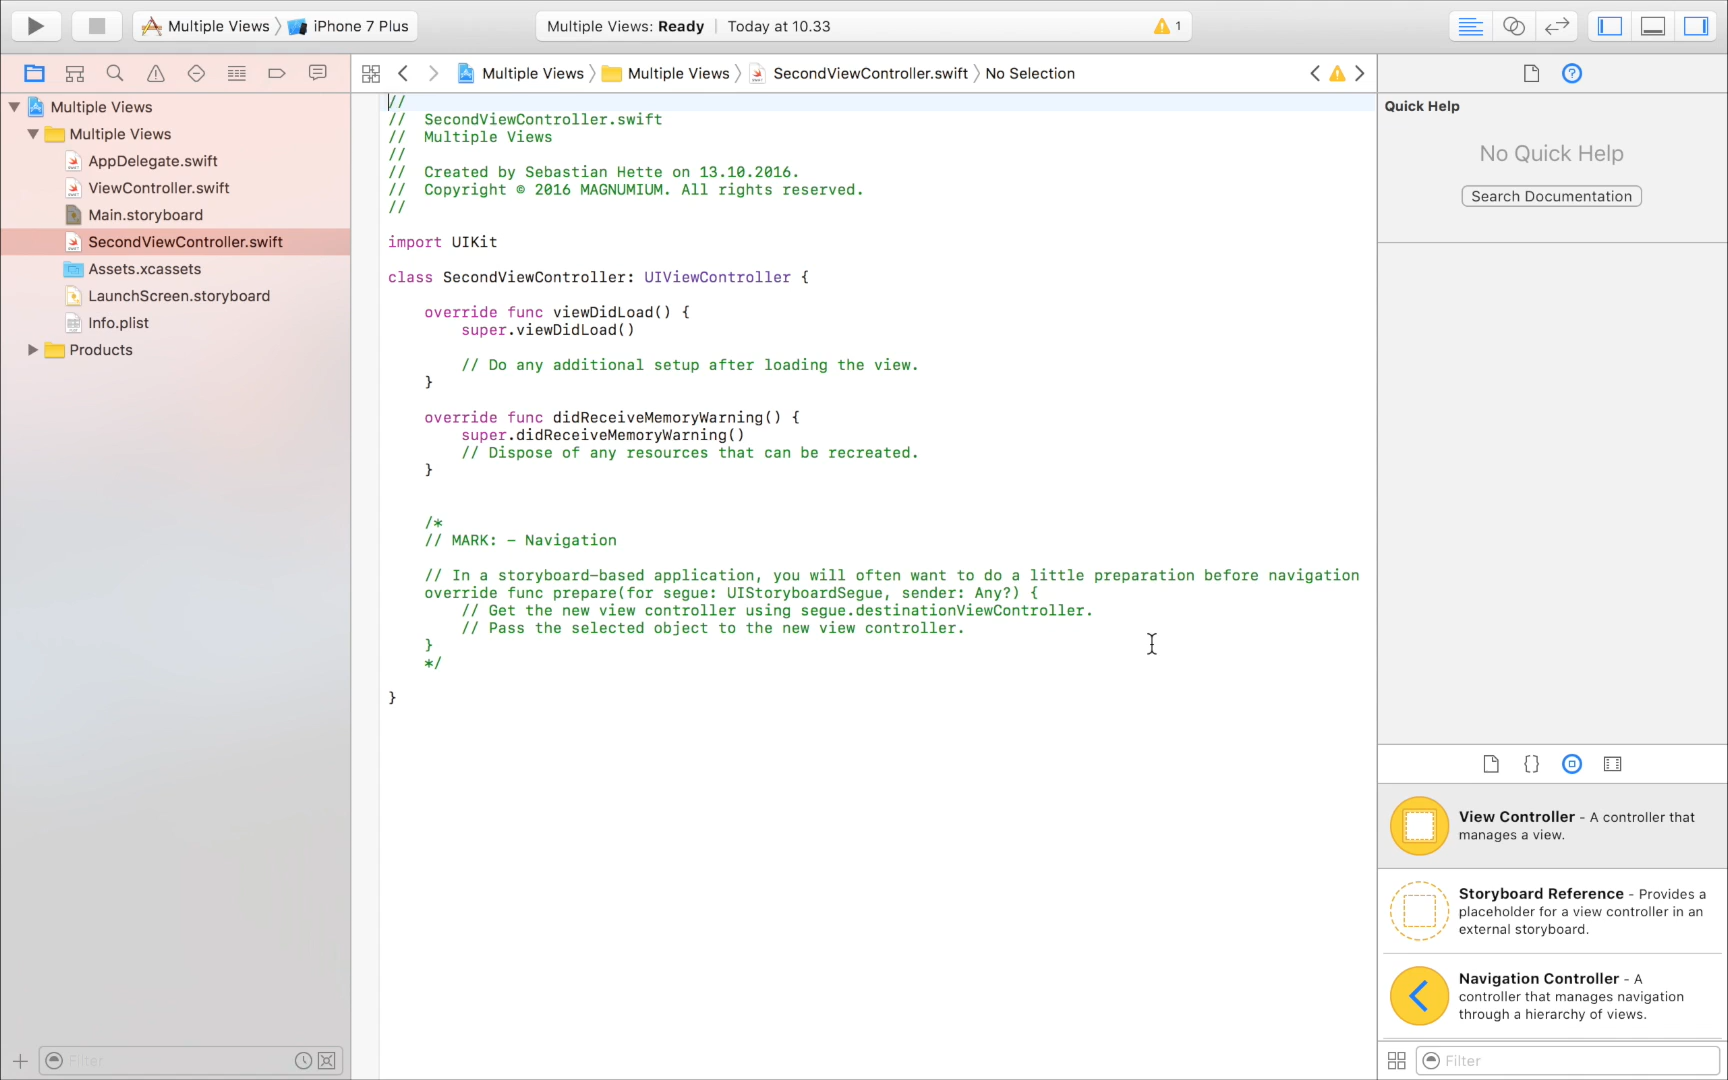 Multiple Views 〉 iPhone 7 Plus
Multiple Views: Ready | Today at 10.33
1
Multiple Views 〉 Multiple Views 〉 SecondViewController.swift 〉 No Selection
Multiple Views
Multiple Views
AppDelegate.swift
ViewController.swift
Main.storyboard
SecondViewController.swift
Assets.xcassets
LaunchScreen.storyboard
Info.plist
Products
Filter
//
//  SecondViewController.swift
//  Multiple Views
//
//  Created by Sebastian Hette on 13.10.2016.
//  Copyright © 2016 MAGNUMIUM. All rights reserved.
//
import UIKit
class SecondViewController: UIViewController {
override func viewDidLoad() {
super.viewDidLoad()
// Do any additional setup after loading the view.
}
override func didReceiveMemoryWarning() {
super.didReceiveMemoryWarning()
// Dispose of any resources that can be recreated.
}
/*
// MARK: - Navigation
// In a storyboard-based application, you will often want to do a little preparation before navigation
override func prepare(for segue: UIStoryboardSegue, sender: Any?) {
// Get the new view controller using segue.destinationViewController.
// Pass the selected object to the new view controller.
}
*/
}
Quick Help
No Quick Help
Search Documentation
{}
View Controller - A controller that
manages a view.
Storyboard Reference - Provides a
placeholder for a view controller in an
external storyboard.
Navigation Controller - A
controller that manages navigation
through a hierarchy of views.
Filter